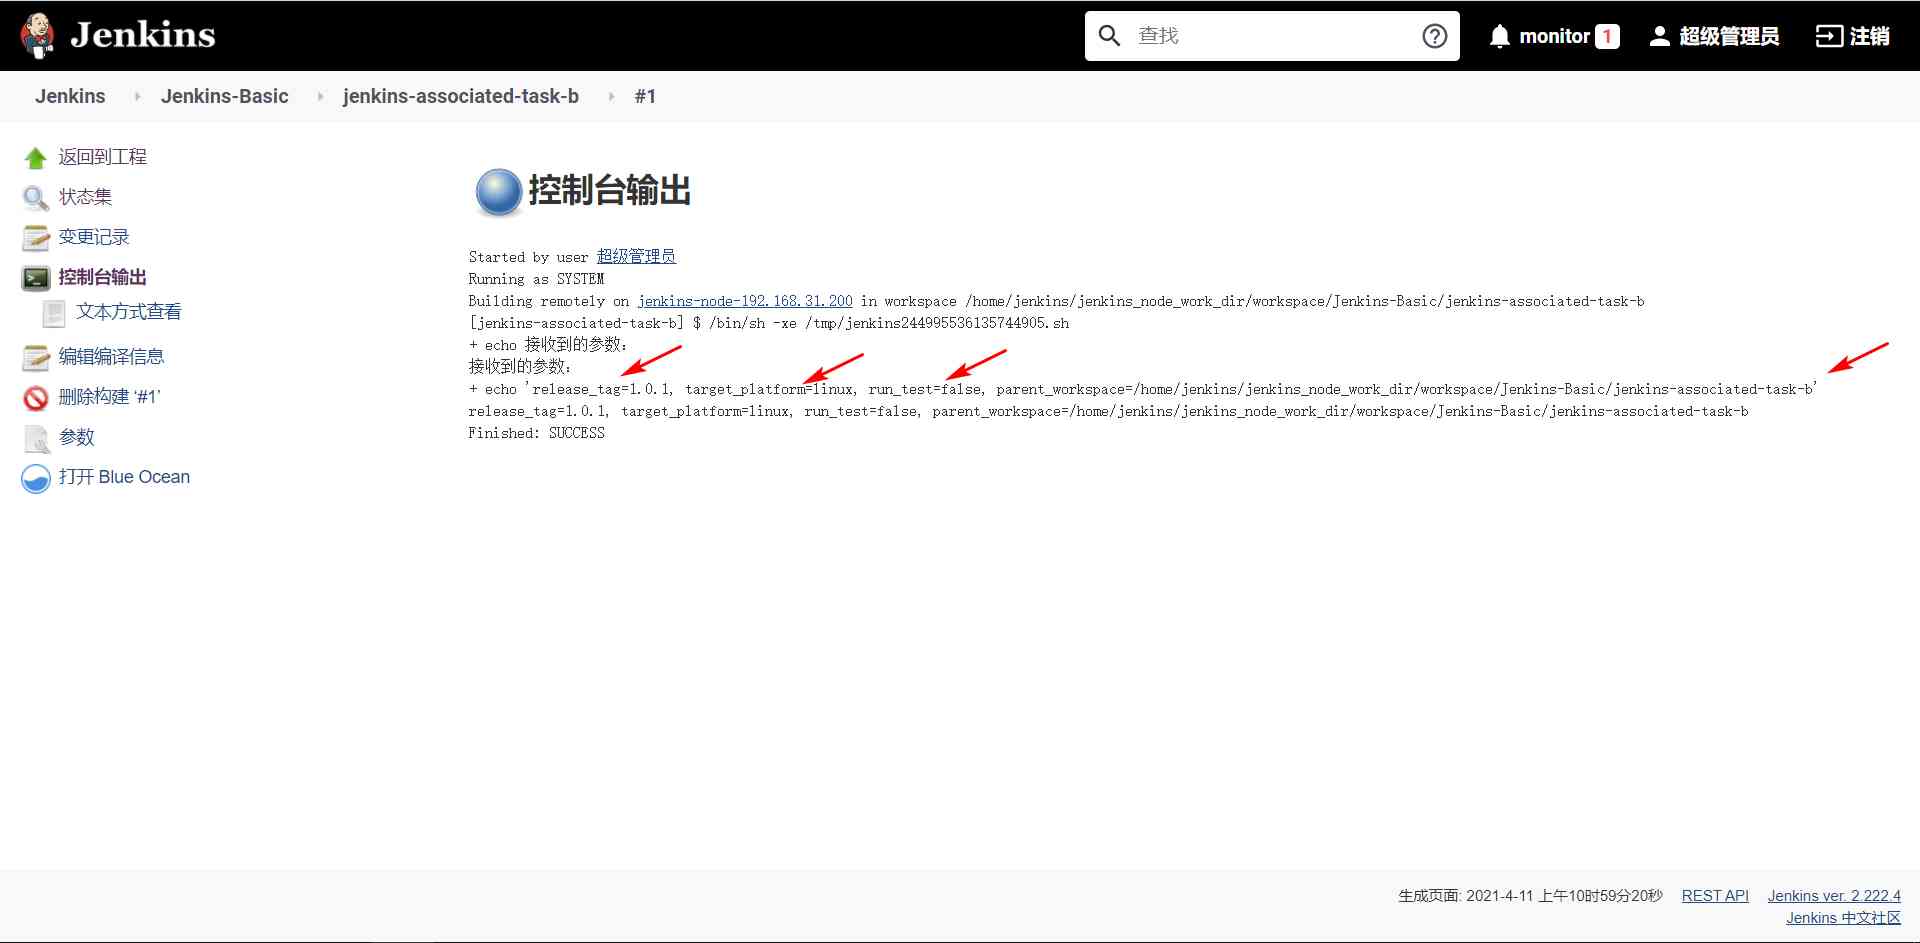 Jenkins
查找
monitor 1
超级管理员
注销
Jenkins
Jenkins-Basic
jenkins-associated-task-b
#1
返回到工程
状态集
变更记录
控制台输出
文本方式查看
编辑编译信息
删除构建 ‘#1’
参数
打开 Blue Ocean
控制台输出
Started by user 超级管理员
Running as SYSTEM
Building remotely on jenkins-node-192.168.31.200 in workspace /home/jenkins/jenkins_node_work_dir/workspace/Jenkins-Basic/jenkins-associated-task-b
[jenkins-associated-task-b] $ /bin/sh -xe /tmp/jenkins244995536135744905.sh
+ echo 接收到的参数:
接收到的参数:
+ echo 'release_tag=1.0.1, target_platform=linux, run_test=false, parent_workspace=/home/jenkins/jenkins_node_work_dir/workspace/Jenkins-Basic/jenkins-associated-task-b'
release_tag=1.0.1, target_platform=linux, run_test=false, parent_workspace=/home/jenkins/jenkins_node_work_dir/workspace/Jenkins-Basic/jenkins-associated-task-b
Finished: SUCCESS
生成页面: 2021-4-11 上午10时59分20秒
REST API
Jenkins ver. 2.222.4
Jenkins 中文社区